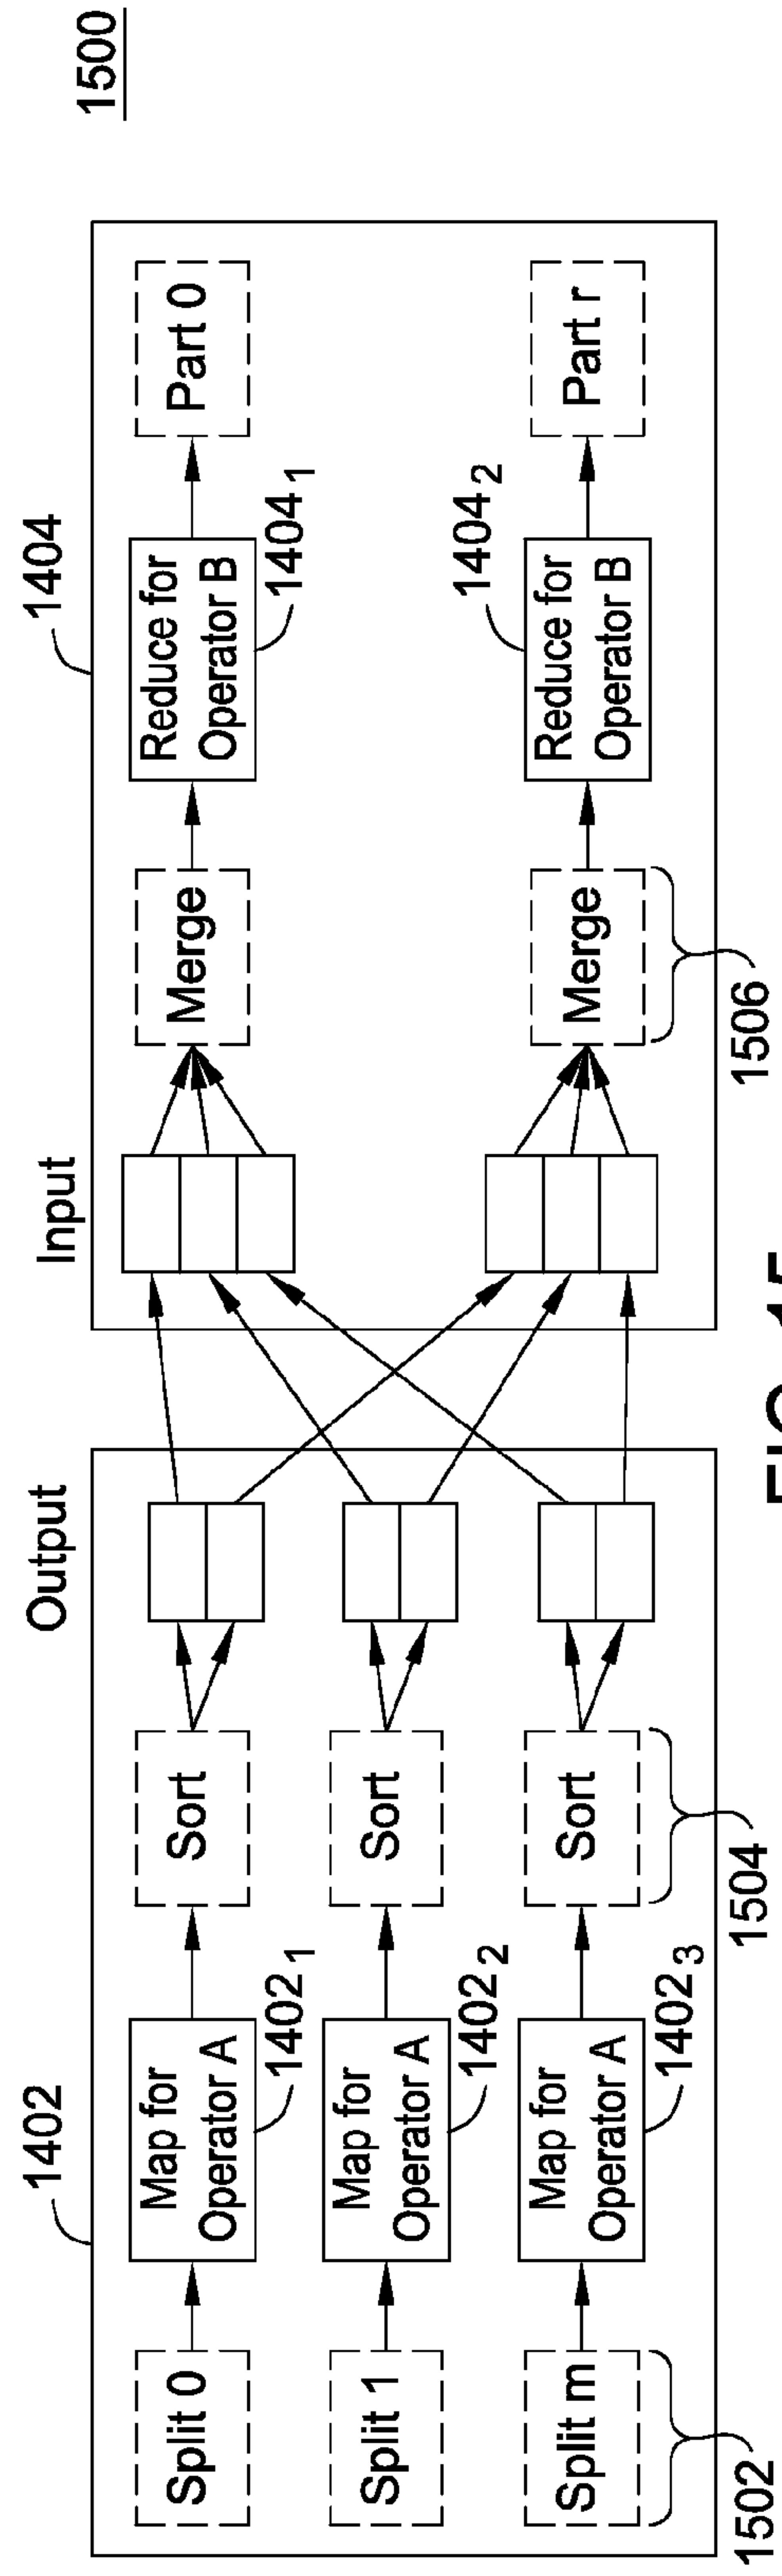 1500
1402
Output
Input
1404
Split 0
Map for
Operator A
1402₁
Sort
Merge
Reduce for
Operator B
1404₁
Part 0
Split 1
Map for
Operator A
1402₂
Sort
Split m
Map for
Operator A
1402₃
Sort
Merge
Reduce for
Operator B
1404₂
Part r
1502
1504
1506